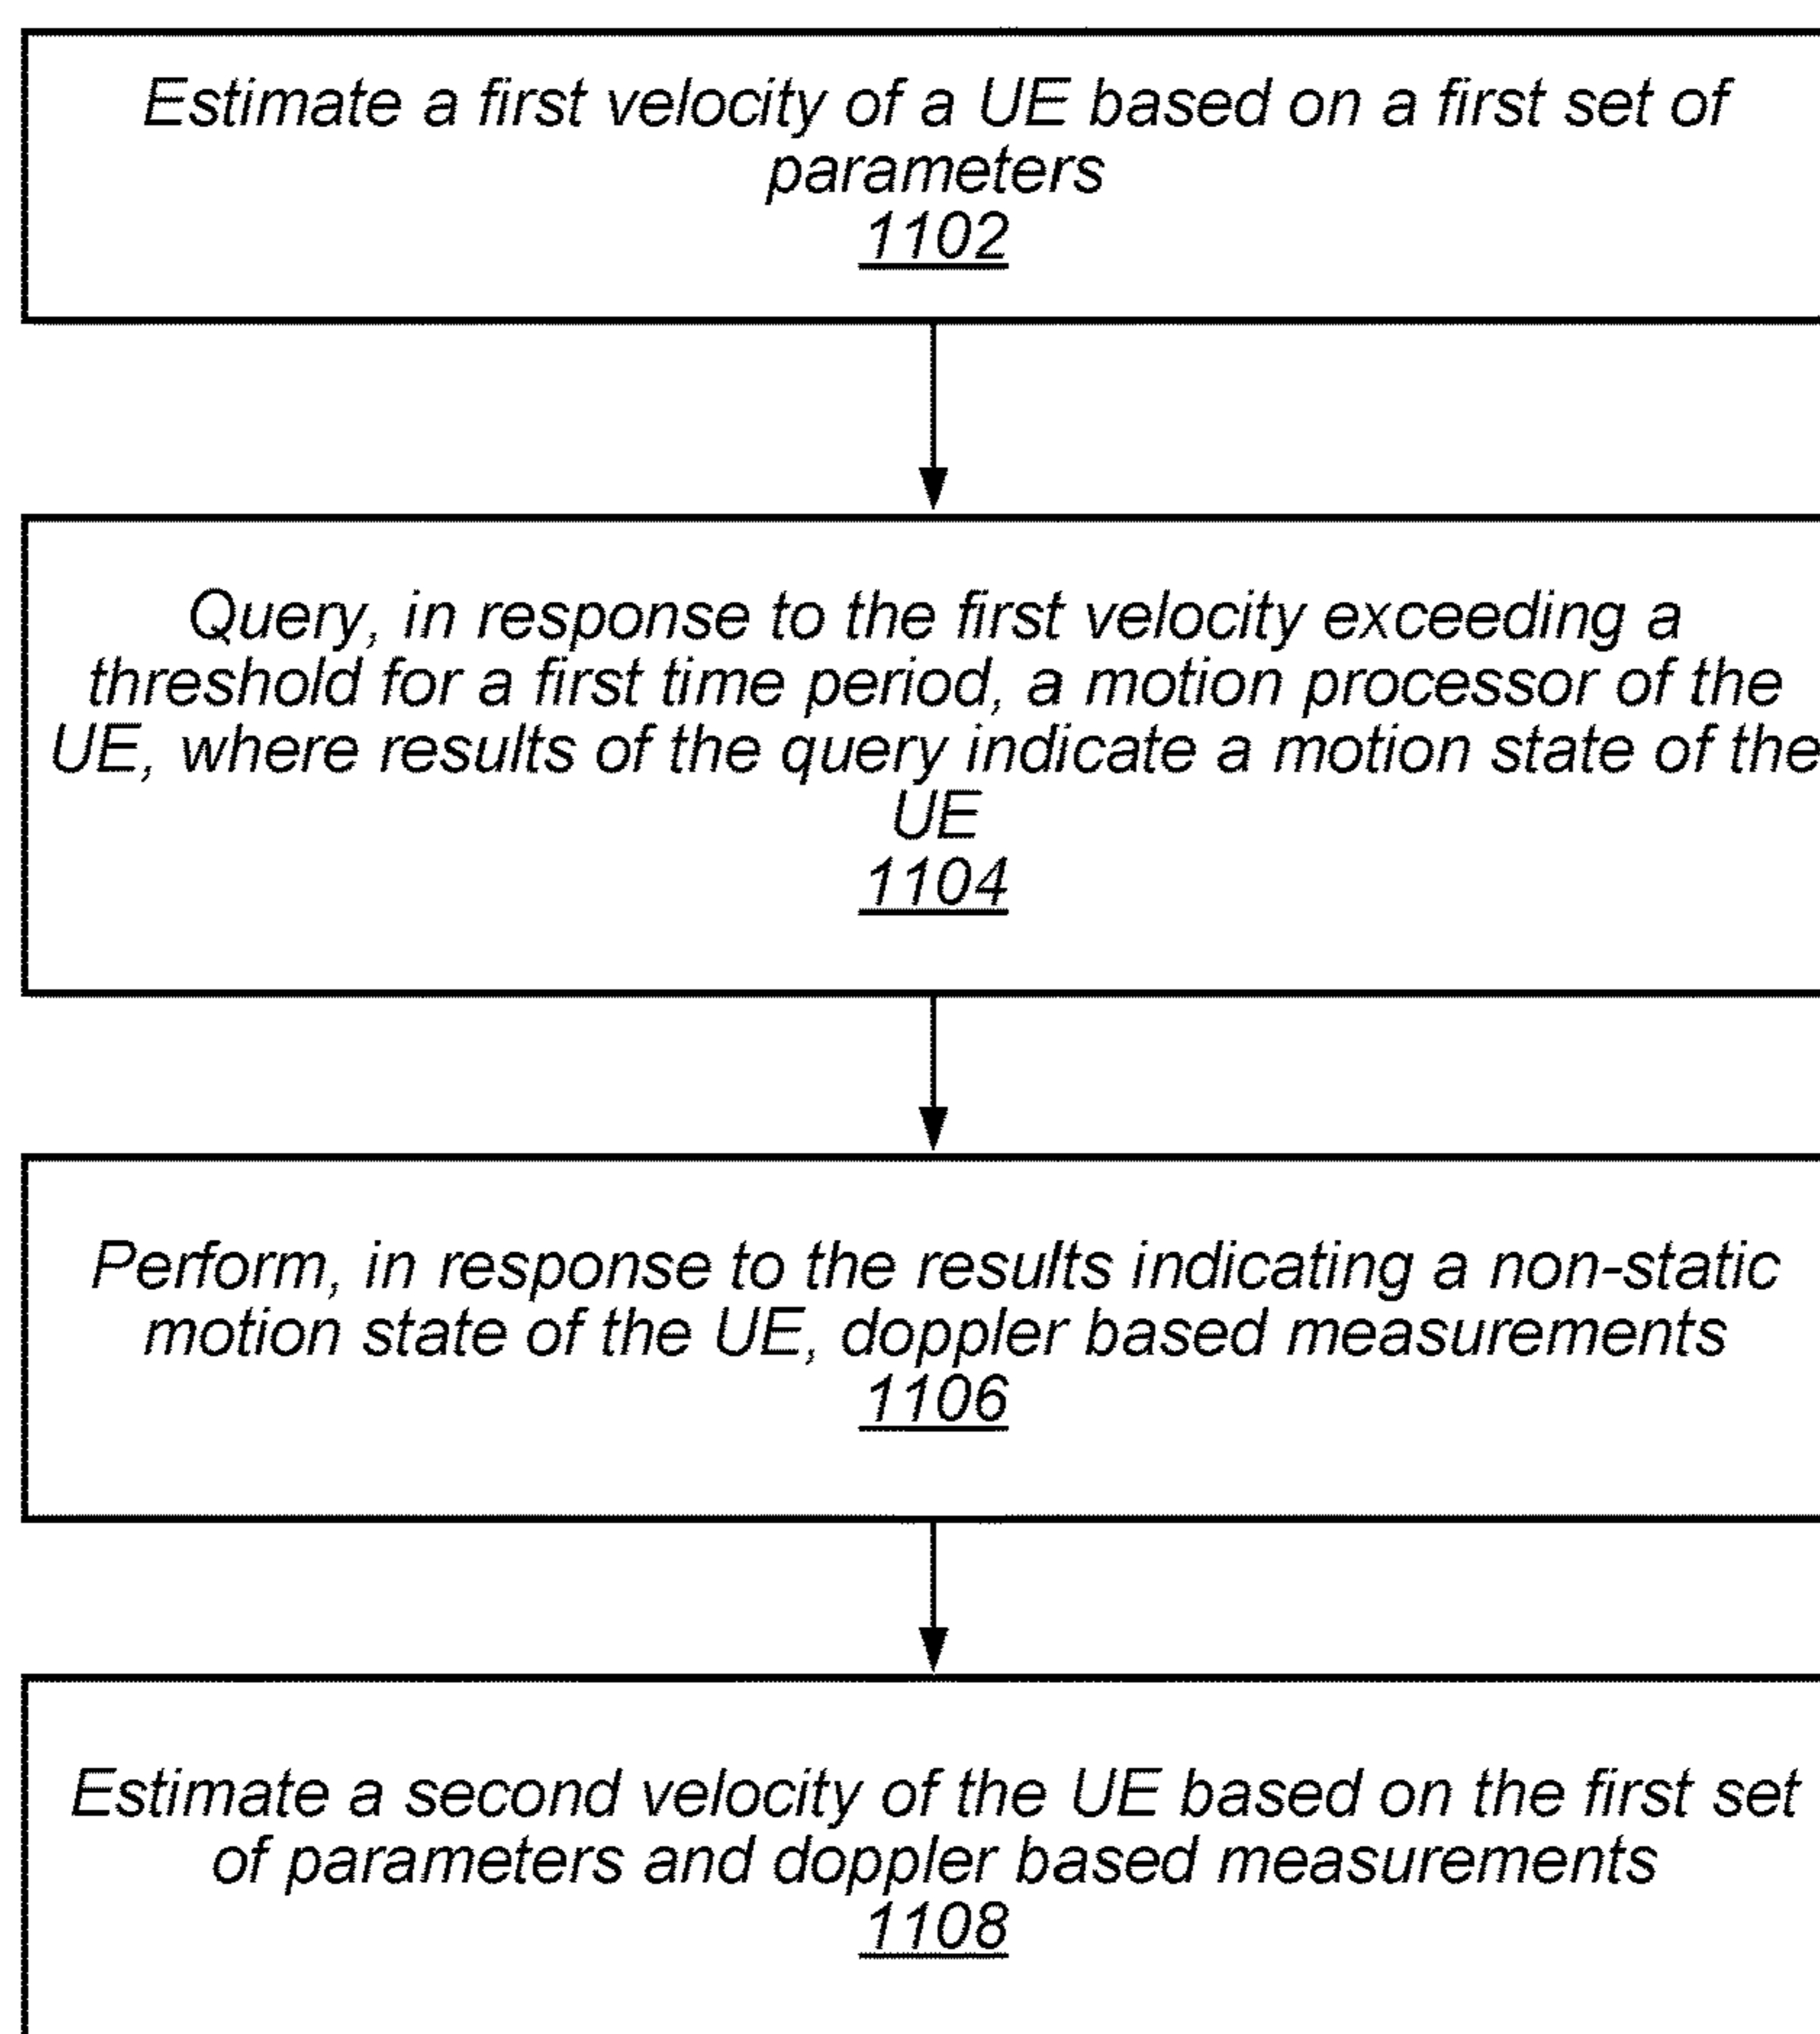 Estimate a first velocity of a UE based on a first set of
parameters
1102
Query, in response to the first velocity exceeding a
threshold for a first time period, a motion processor of the
UE, where results of the query indicate a motion state of the
UE
1104
Perform, in response to the results indicating a non-static
motion state of the UE, doppler based measurements
1106
Estimate a second velocity of the UE based on the first set
of parameters and doppler based measurements
1108